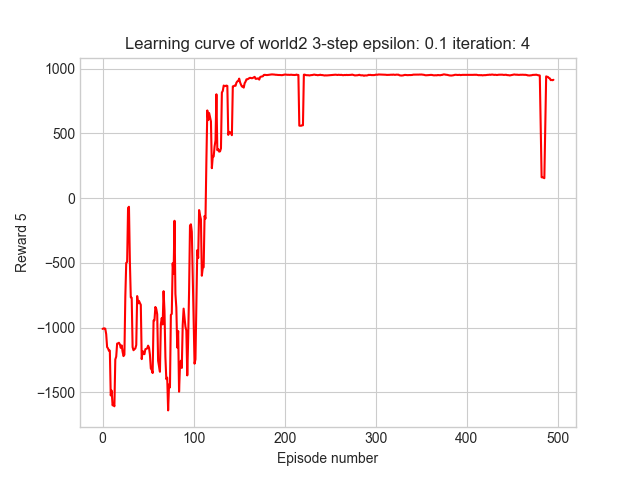 Learning curve of world2 3-step epsilon: 0.1 iteration: 4
1000
500
0
−500
−1000
−1500
Reward 5
0 100 200 300 400 500
Episode number